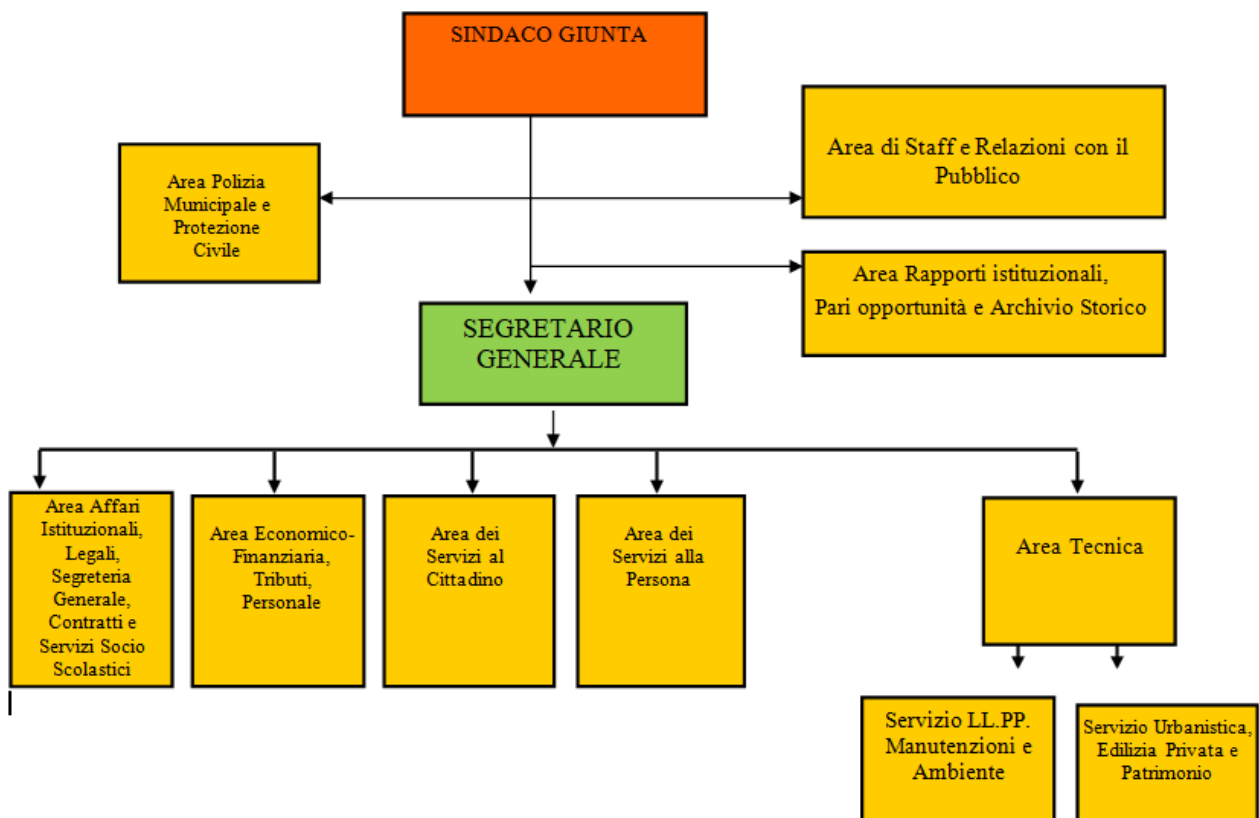 SINDACO GIUNTA
Area di Staff e Relazioni con il
Pubblico
Area Polizia
Municipale e
Protezione
Civile
Area Rapporti istituzionali,
Pari opportunità e Archivio Storico
SEGRETARIO
GENERALE
Area Affari
Istituzionali,
Legali,
Segreteria
Generale,
Contratti e
Servizi Socio
Scolastici
Area Economico-
Finanziaria,
Tributi,
Personale
Area dei
Servizi al
Cittadino
Area dei
Servizi alla
Persona
Area Tecnica
Servizio LL.PP.
Manutenzioni e
Ambiente
Servizio Urbanistica,
Edilizia Privata e
Patrimonio